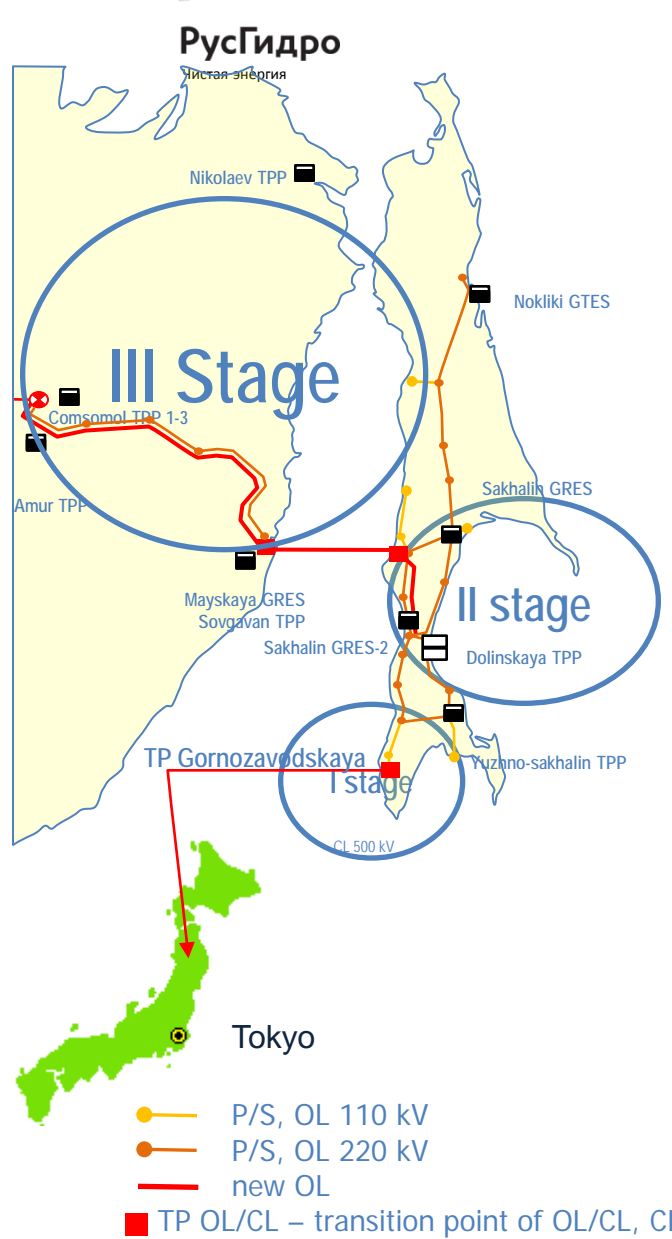 РусГидро
Чистая энергия
Nikolaev TPP
Nokliki GTES
III Stage
Comsomol TPP 1-3
Sakhalin GRES
Amur TPP
II stage
Mayskaya GRES
Sovgavan TPP
Sakhalin GRES-2
Dolinskaya TPP
TP Gornozavodskaya
Yuzhno-sakhalin TPP
I stage
CL 500 kV
Tokyo
P/S, OL 110 kV
P/S, OL 220 kV
new OL
TP OL/CL – transition point of OL/CL, Cl